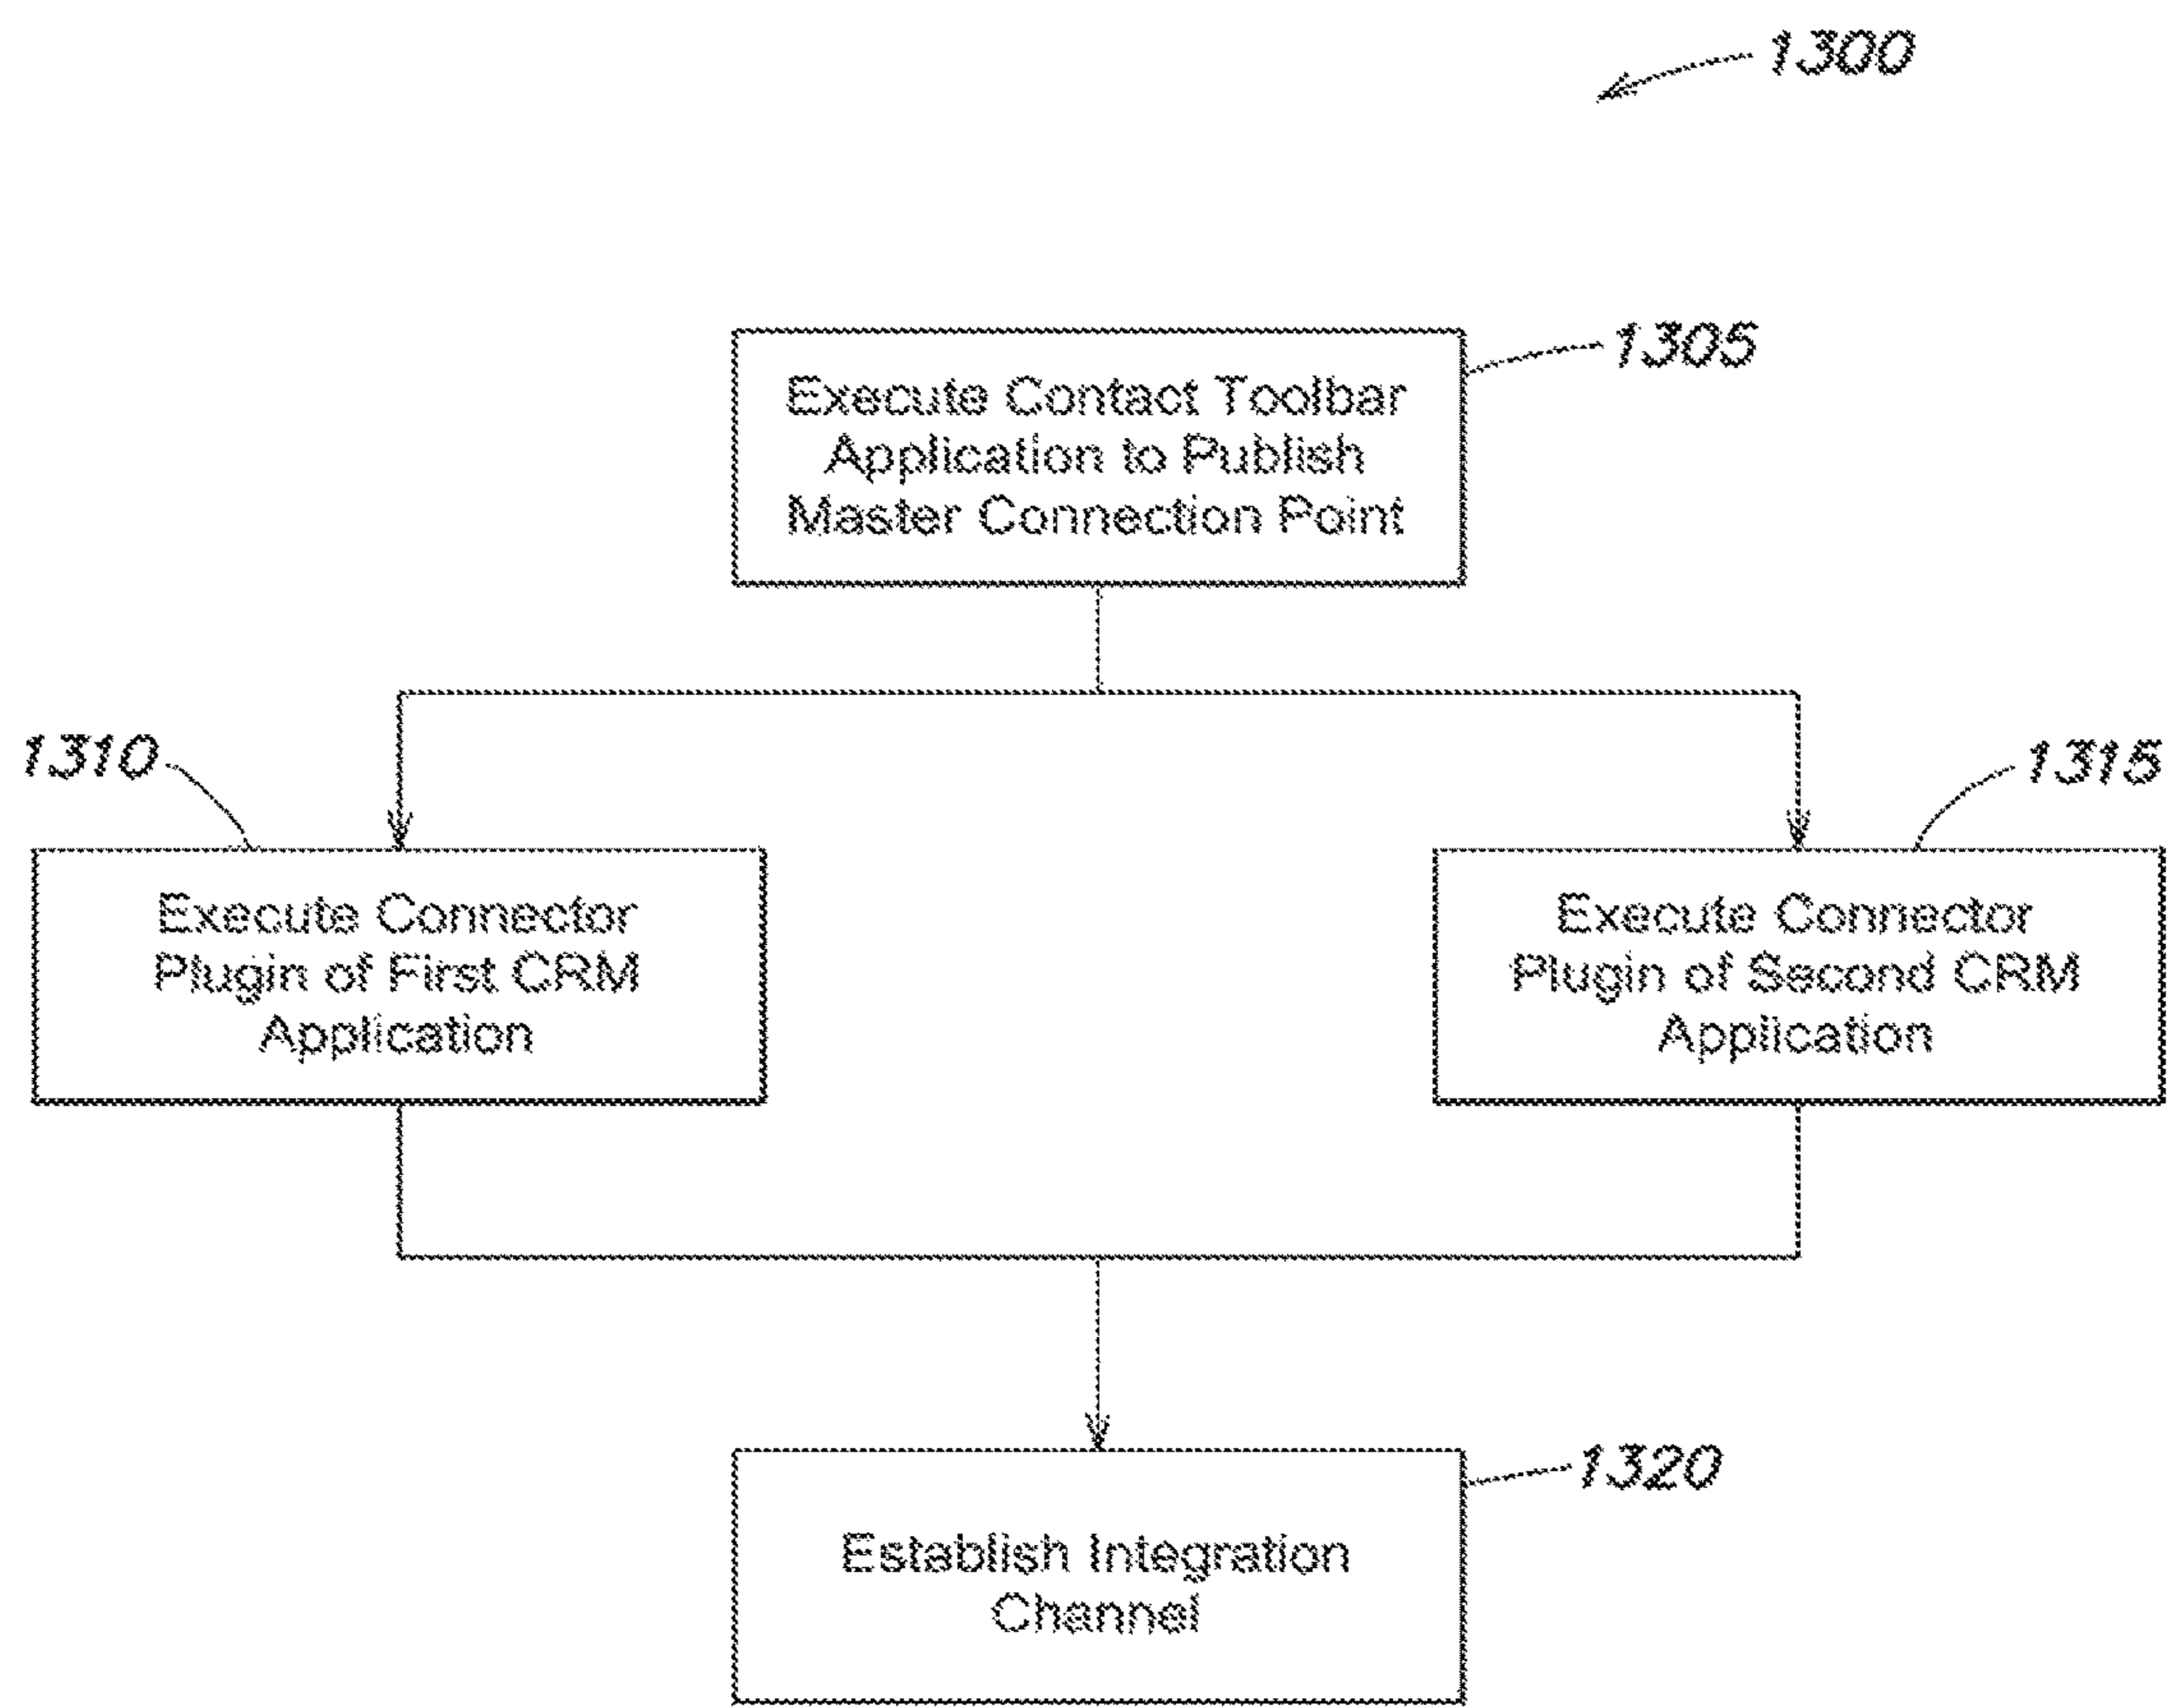 1300
1305
Execute Contact Toolbar
Application to Publish
Master Connection Point
1310
1315
Execute Connector
Plugin of First CRM
Application
Execute Connector
Plugin of Second CRM
Application
1320
Establish Integration
Channel